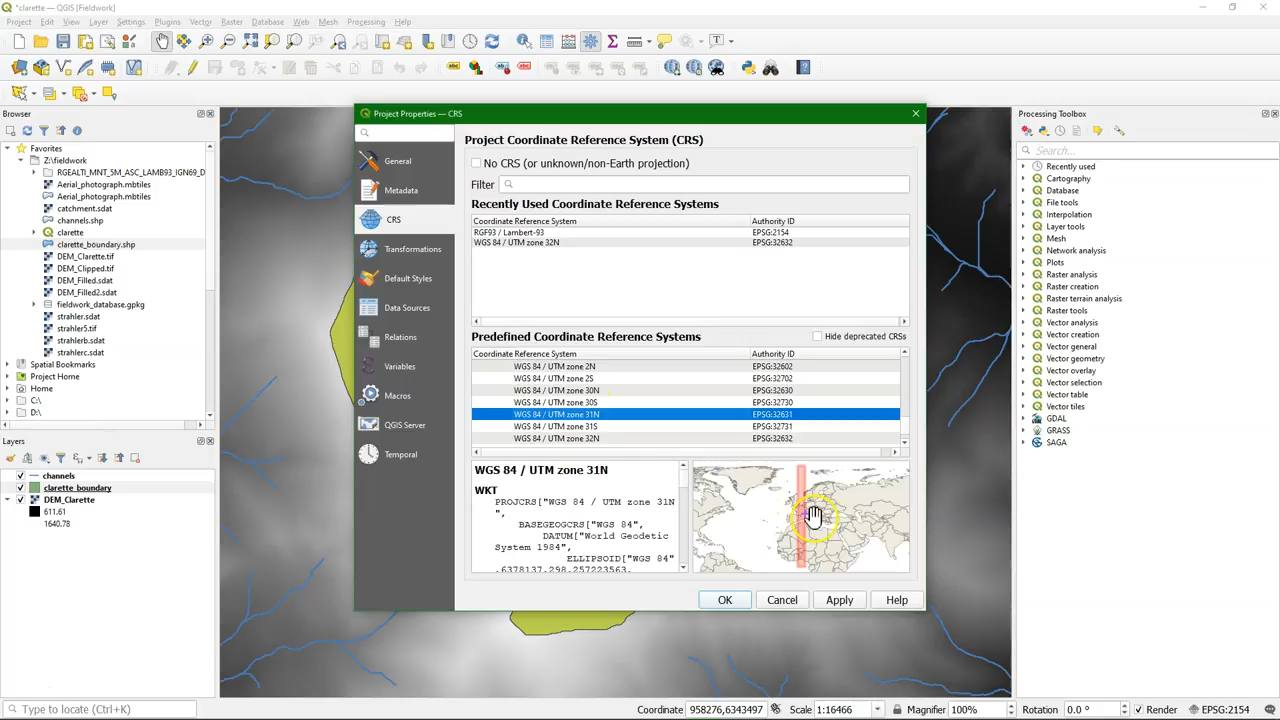 *clarette — QGIS [Fieldwork]
Project Edit View Layer Settings Plugins Vector Raster Database Web Mesh Processing Help
Browser
Favorites
Z:\fieldwork
RGEALTI_MNT_5M_ASC_LAMB93_IGN69_D
Aerial_photograph.mbtiles
Aerial_photograph.mbtiles
catchment.sdat
channels.shp
clarette
clarette_boundary.shp
DEM_Clarette.tif
DEM_Clipped.tif
DEM_Filled.sdat
DEM_Filled2.sdat
fieldwork_database.gpkg
strahler.sdat
strahler5.tif
strahlerb.sdat
strahlerc.sdat
Spatial Bookmarks
Project Home
Home
C:\
D:\
Layers
channels
clarette_boundary
DEM_Clarette
611.61
1640.78
Project Properties — CRS
General
Metadata
CRS
Transformations
Default Styles
Data Sources
Relations
Variables
Macros
QGIS Server
Temporal
Project Coordinate Reference System (CRS)
No CRS (or unknown/non-Earth projection)
Filter
Recently Used Coordinate Reference Systems
Coordinate Reference System Authority ID
RGF93 / Lambert-93 EPSG:2154
WGS 84 / UTM zone 32N EPSG:32632
Predefined Coordinate Reference Systems Hide deprecated CRSs
Coordinate Reference System Authority ID
WGS 84 / UTM zone 2N EPSG:32602
WGS 84 / UTM zone 2S EPSG:32702
WGS 84 / UTM zone 30N EPSG:32630
WGS 84 / UTM zone 30S EPSG:32730
WGS 84 / UTM zone 31N EPSG:32631
WGS 84 / UTM zone 31S EPSG:32731
WGS 84 / UTM zone 32N EPSG:32632
WGS 84 / UTM zone 31N
WKT
PROJCRS["WGS 84 / UTM zone 31N
",
BASEGEOGCRS["WGS 84",
DATUM["World Geodetic
System 1984",
ELLIPSOID["WGS 84"
,6378137,298.257223563,
OK Cancel Apply Help
Processing Toolbox
Search...
Recently used
Cartography
Database
File tools
Interpolation
Layer tools
Mesh
Network analysis
Plots
Raster analysis
Raster creation
Raster terrain analysis
Raster tools
Vector analysis
Vector creation
Vector general
Vector geometry
Vector overlay
Vector selection
Vector table
Vector tiles
GDAL
GRASS
SAGA
Type to locate (Ctrl+K) Coordinate 958276,6343497 Scale 1:16466 Magnifier 100% Rotation 0.0 ° Render EPSG:2154